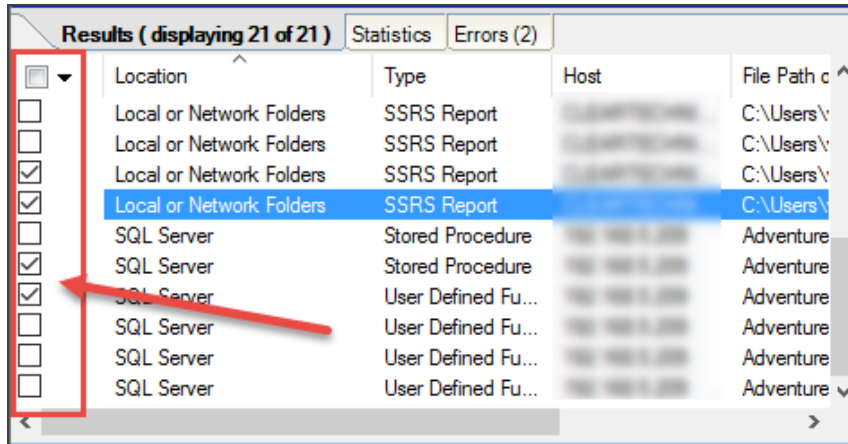 Results ( displaying 21 of 21 ) Statistics Errors (2)
Location Type Host File Path o
Local or Network Folders SSRS Report C:\Users\
Local or Network Folders SSRS Report C:\Users\
Local or Network Folders SSRS Report C:\Users\
Local or Network Folders SSRS Report C:\Users\
SQL Server Stored Procedure Adventure
SQL Server Stored Procedure Adventure
SQL Server User Defined Fu... Adventure
SQL Server User Defined Fu... Adventure
SQL Server User Defined Fu... Adventure
SQL Server User Defined Fu... Adventure